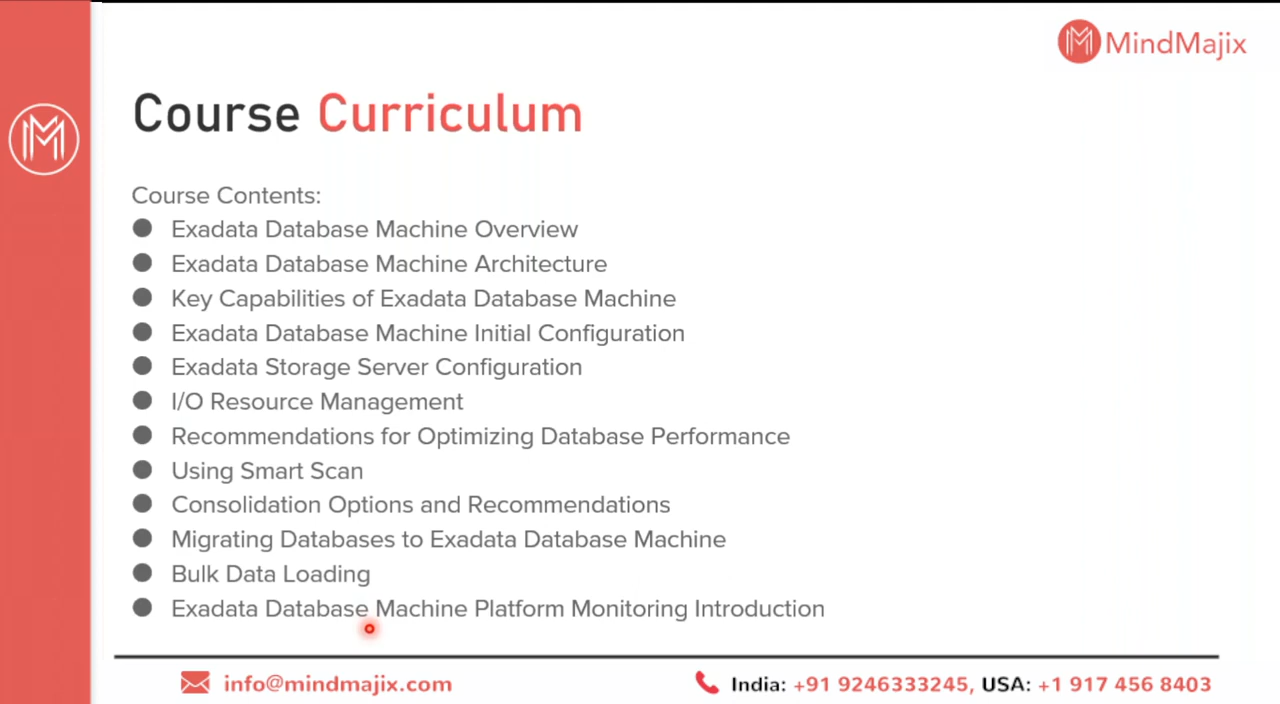 MindMajix
Course Curriculum
Course Contents:
Exadata Database Machine Overview
Exadata Database Machine Architecture
Key Capabilities of Exadata Database Machine
Exadata Database Machine Initial Configuration
Exadata Storage Server Configuration
I/O Resource Management
Recommendations for Optimizing Database Performance
Using Smart Scan
Consolidation Options and Recommendations
Migrating Databases to Exadata Database Machine
Bulk Data Loading
Exadata Database Machine Platform Monitoring Introduction
info@mindmajix.com
India: +91 9246333245, USA: +1 917 456 8403